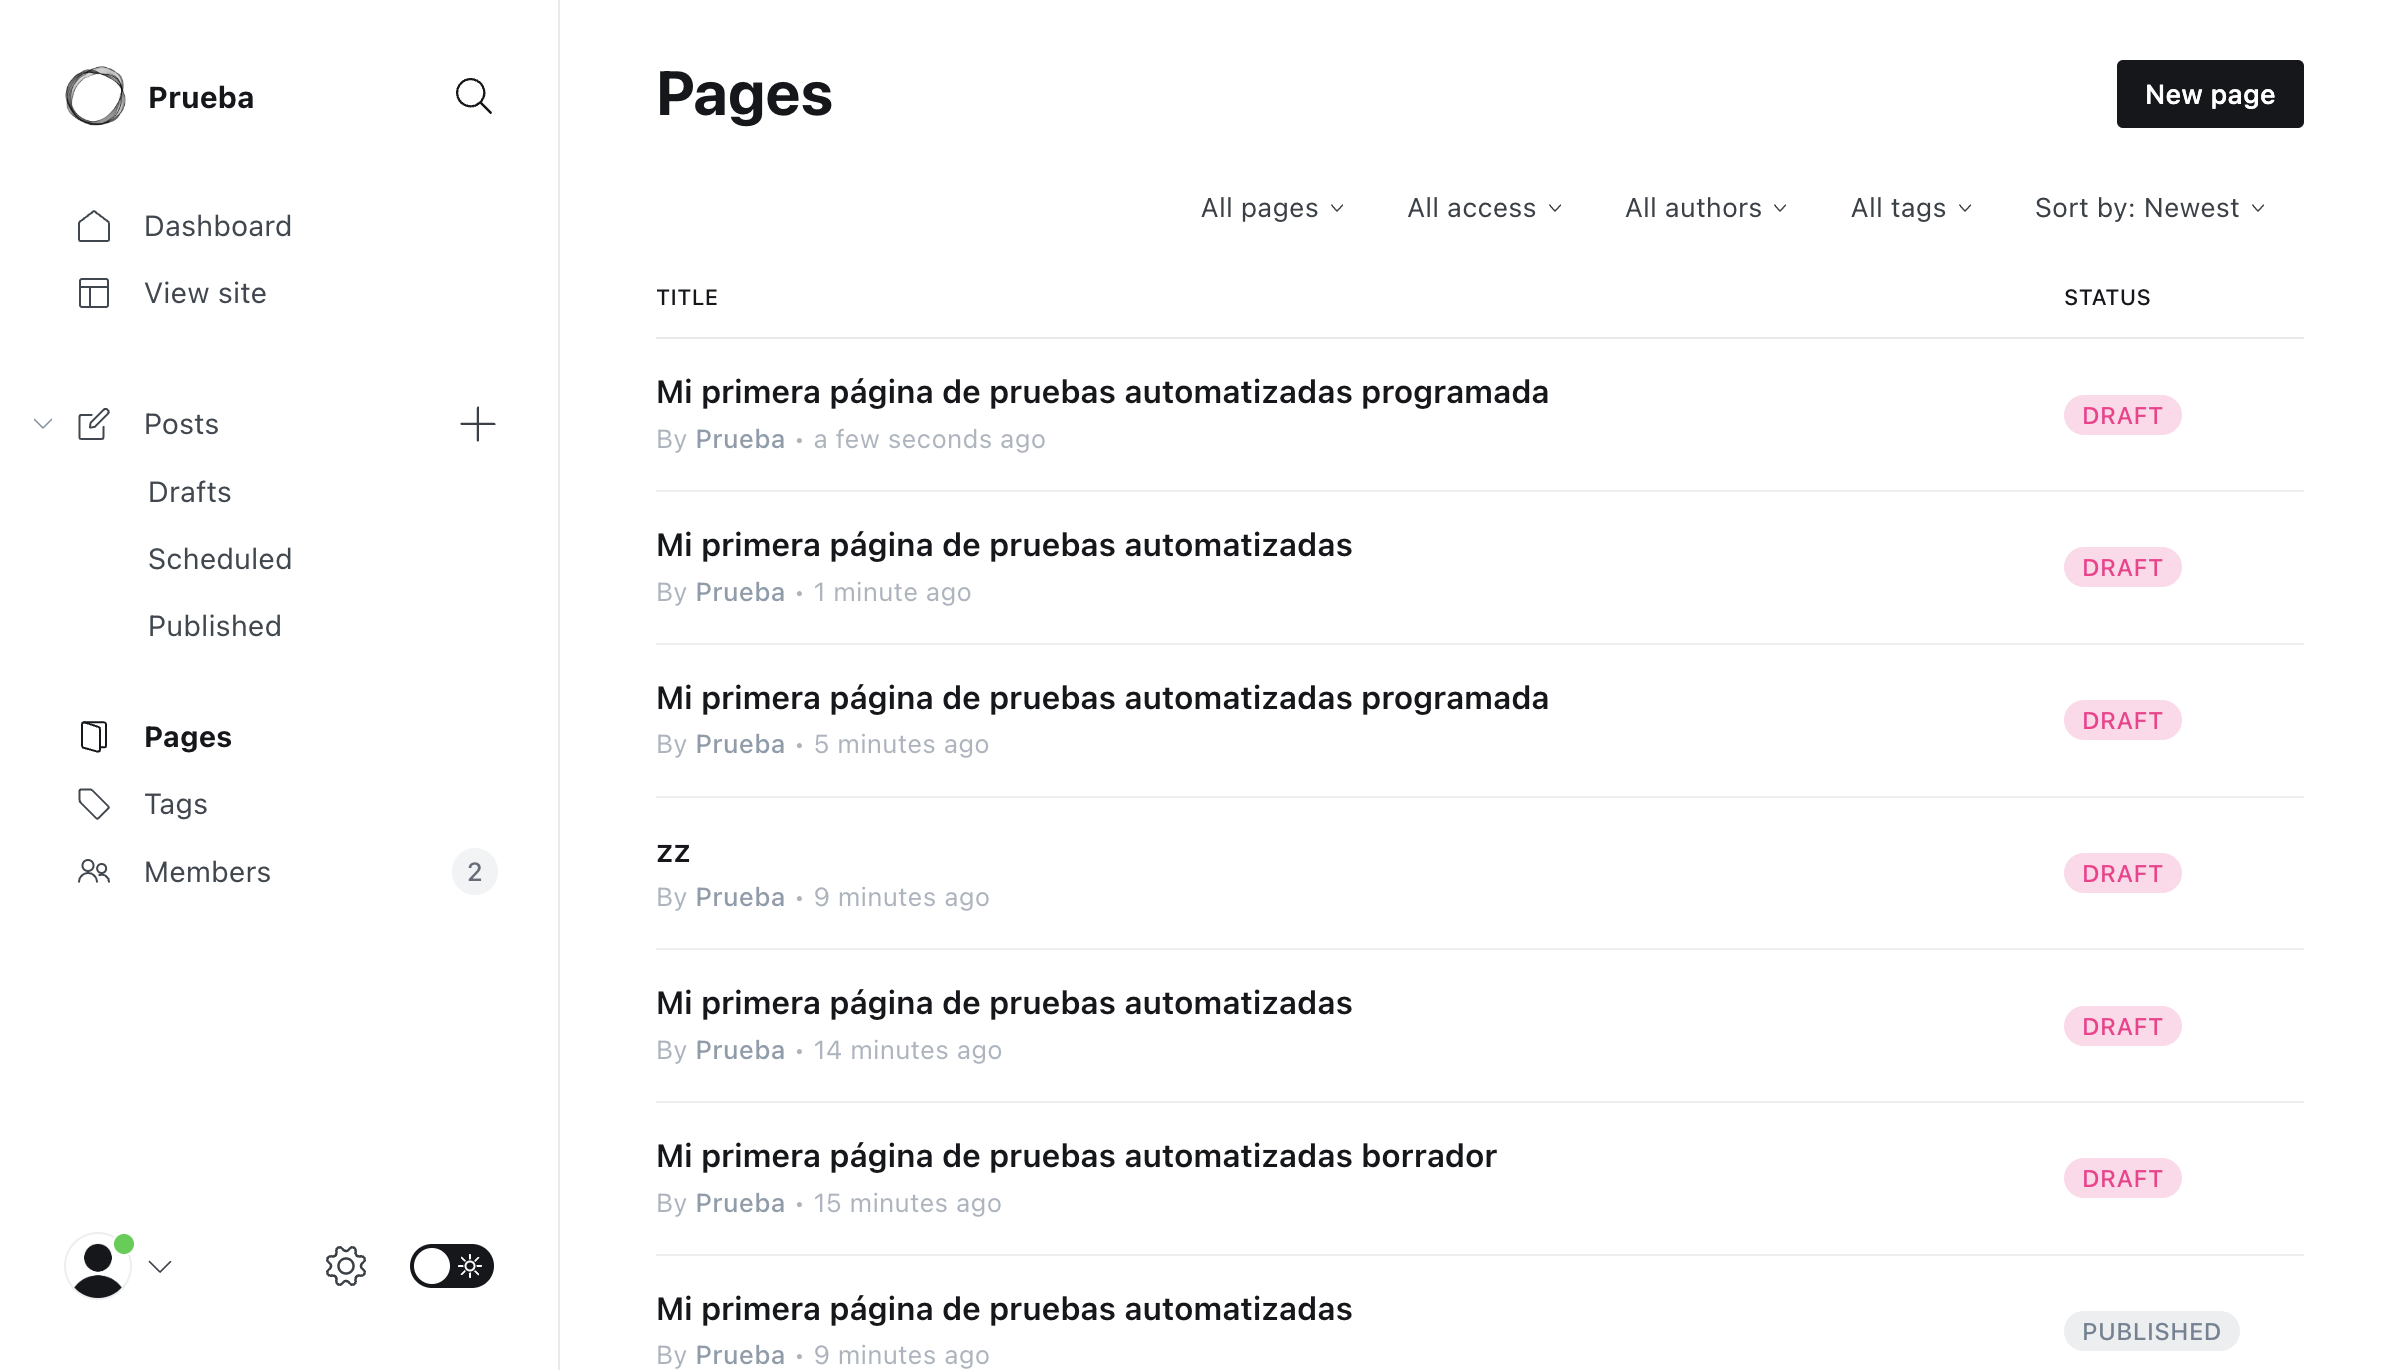 Prueba
Dashboard
View site
Posts
Drafts
Scheduled
Published
Pages
Tags
Members 2
Pages
New page
All pages All access All authors All tags Sort by: Newest
TITLE STATUS
Mi primera página de pruebas automatizadas programada
By Prueba • a few seconds ago
DRAFT
Mi primera página de pruebas automatizadas
By Prueba • 1 minute ago
DRAFT
Mi primera página de pruebas automatizadas programada
By Prueba • 5 minutes ago
DRAFT
zz
By Prueba • 9 minutes ago
DRAFT
Mi primera página de pruebas automatizadas
By Prueba • 14 minutes ago
DRAFT
Mi primera página de pruebas automatizadas borrador
By Prueba • 15 minutes ago
DRAFT
Mi primera página de pruebas automatizadas
By Prueba • 9 minutes ago
PUBLISHED